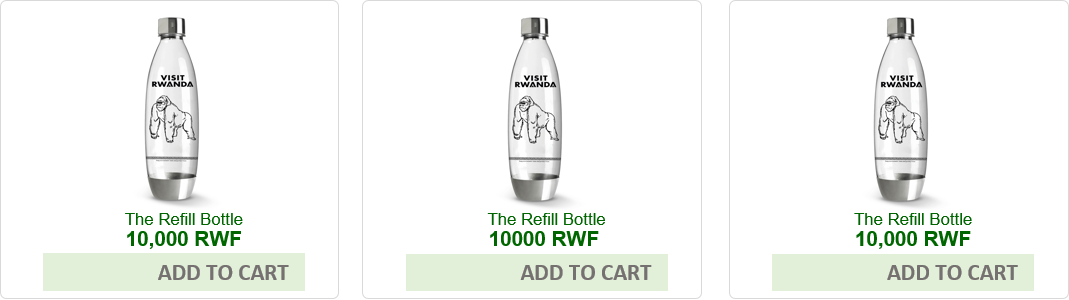 VISIT
RWANDA
The Refill Bottle
10,000 RWF
ADD TO CART
VISIT
RWANDA
The Refill Bottle
10000 RWF
ADD TO CART
VISIT
RWANDA
The Refill Bottle
10,000 RWF
ADD TO CART